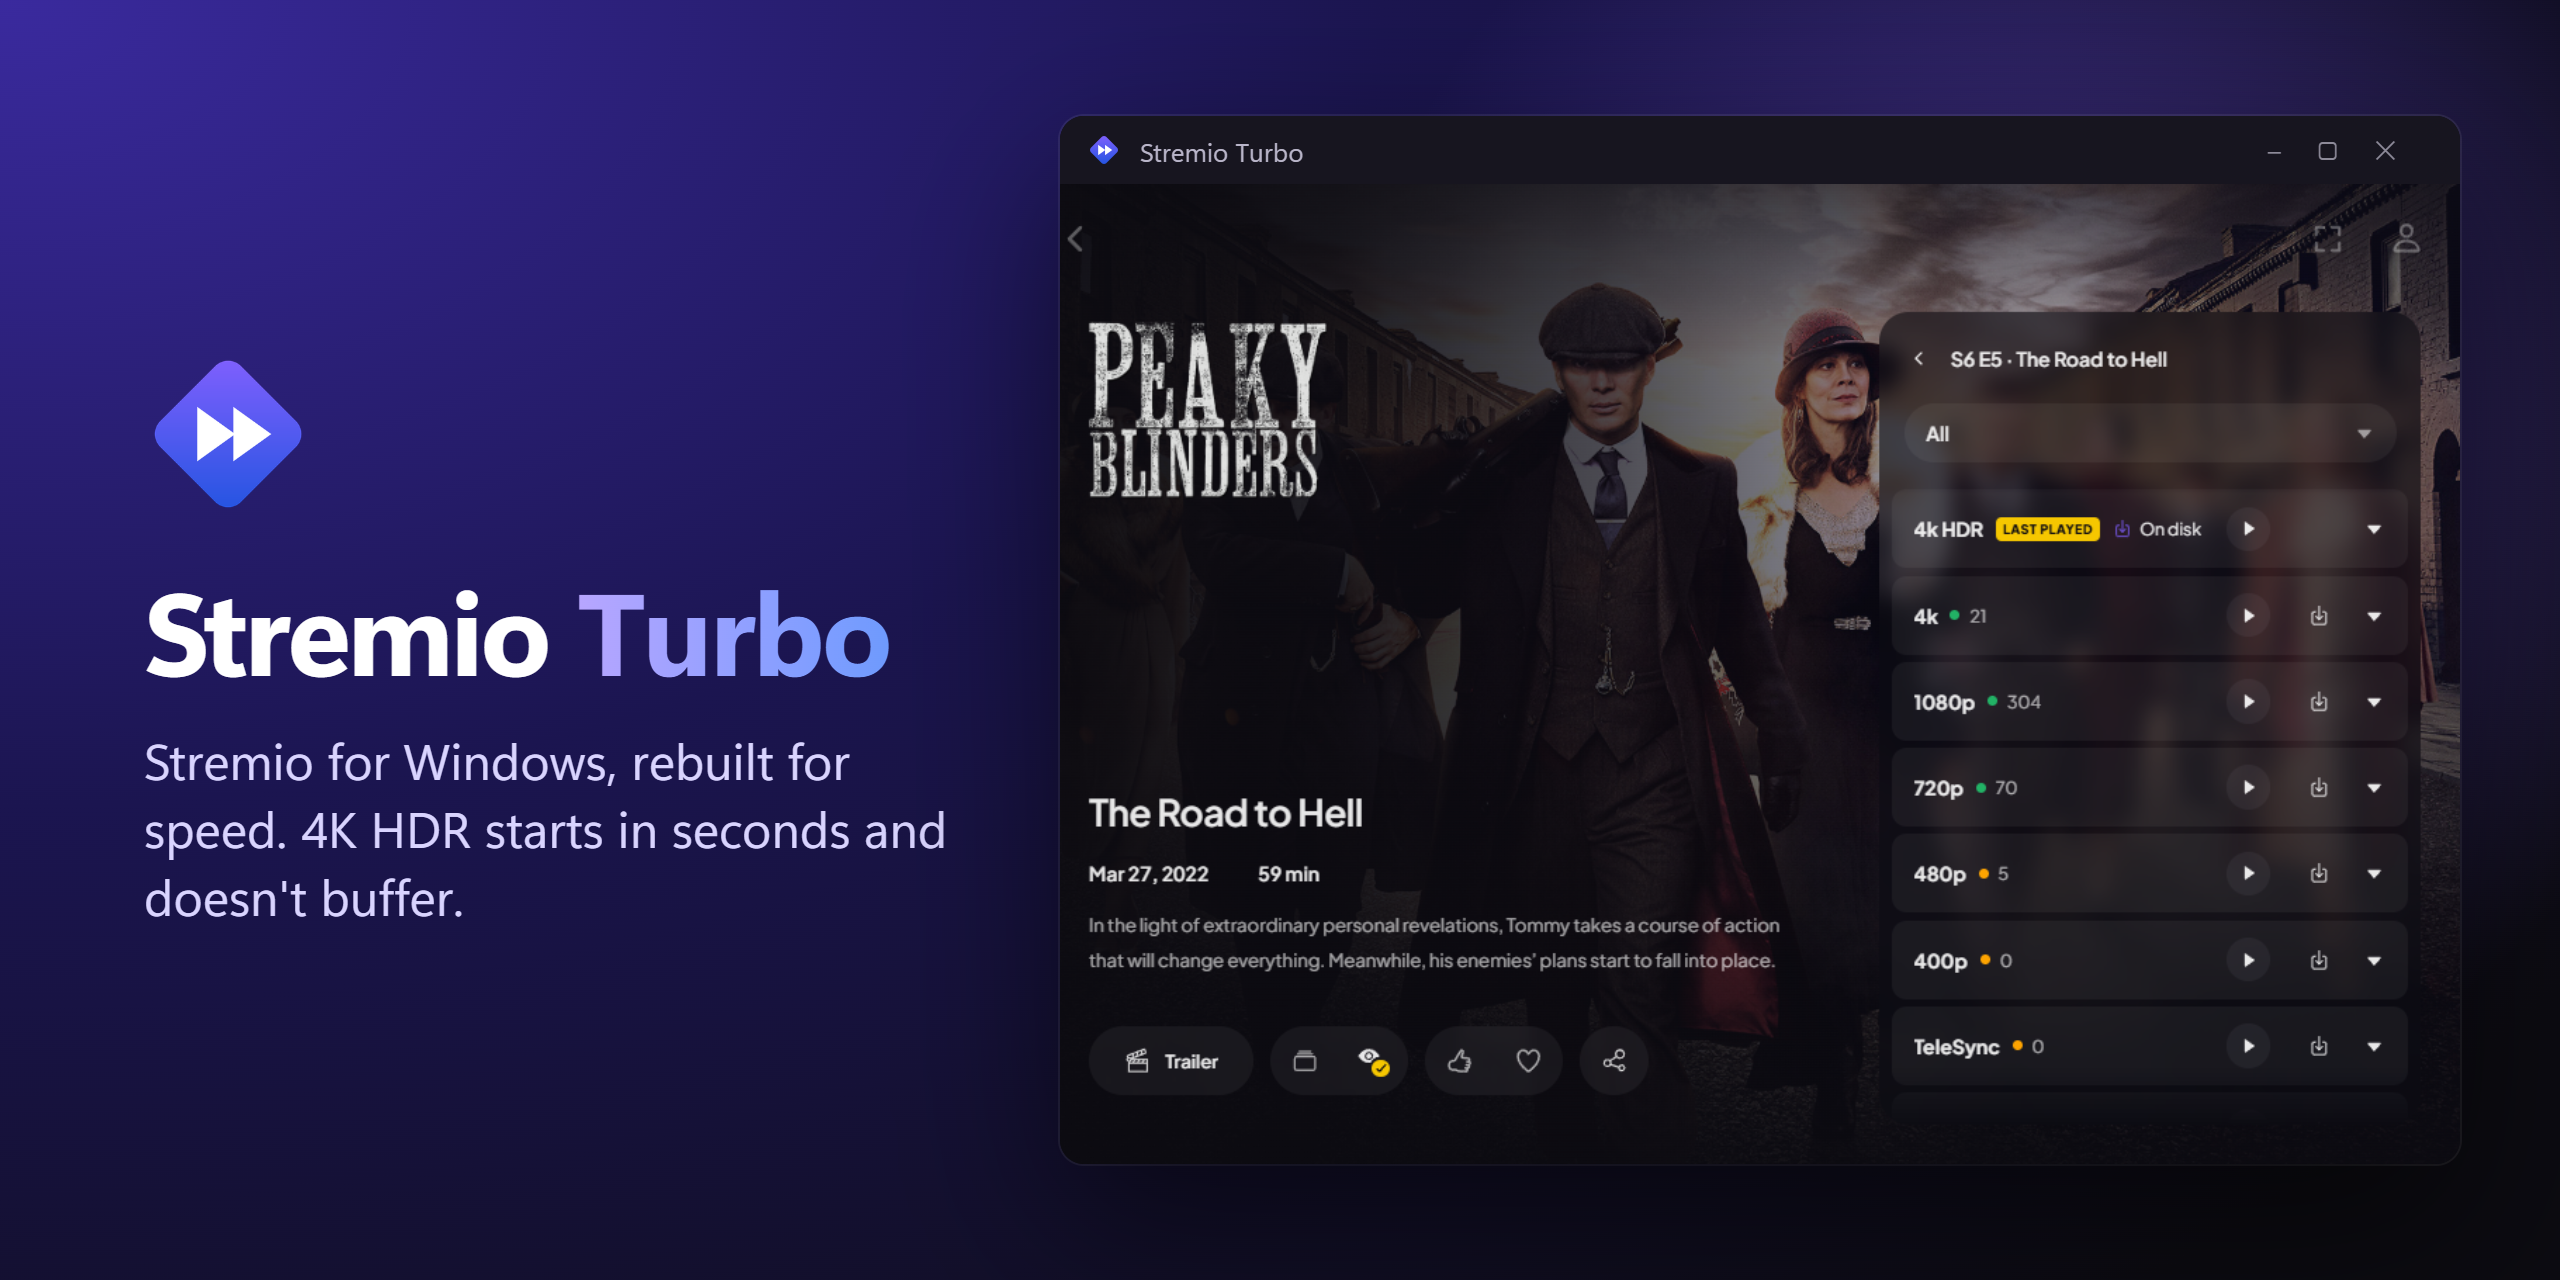 Stremio Turbo
Stremio for Windows, rebuilt for
speed. 4K HDR starts in seconds and
doesn't buffer.
Stremio Turbo
PEAKY
BLINDERS
The Road to Hell
Mar 27, 2022 59 min
In the light of extraordinary personal revelations, Tommy takes a course of action
that will change everything. Meanwhile, his enemies' plans start to fall into place.
Trailer
S6 E5 · The Road to Hell
All
4k HDR LAST PLAYED On disk
4k 21
1080p 304
720p 70
480p 5
400p 0
TeleSync 0